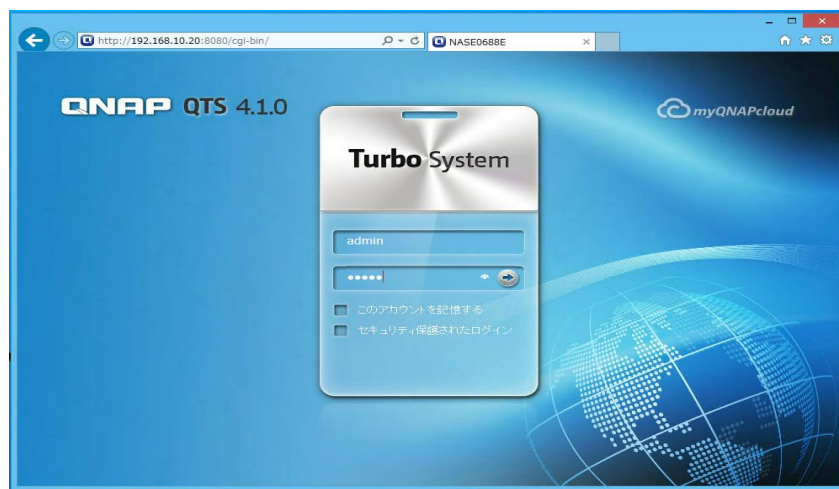 http://192.168.10.20:8080/cgi-bin/
NASE0688E
QNAP QTS 4.1.0
myQNAPcloud
Turbo System
admin
•••••
このアカウントを記憶する
セキュリティ保護されたログイン